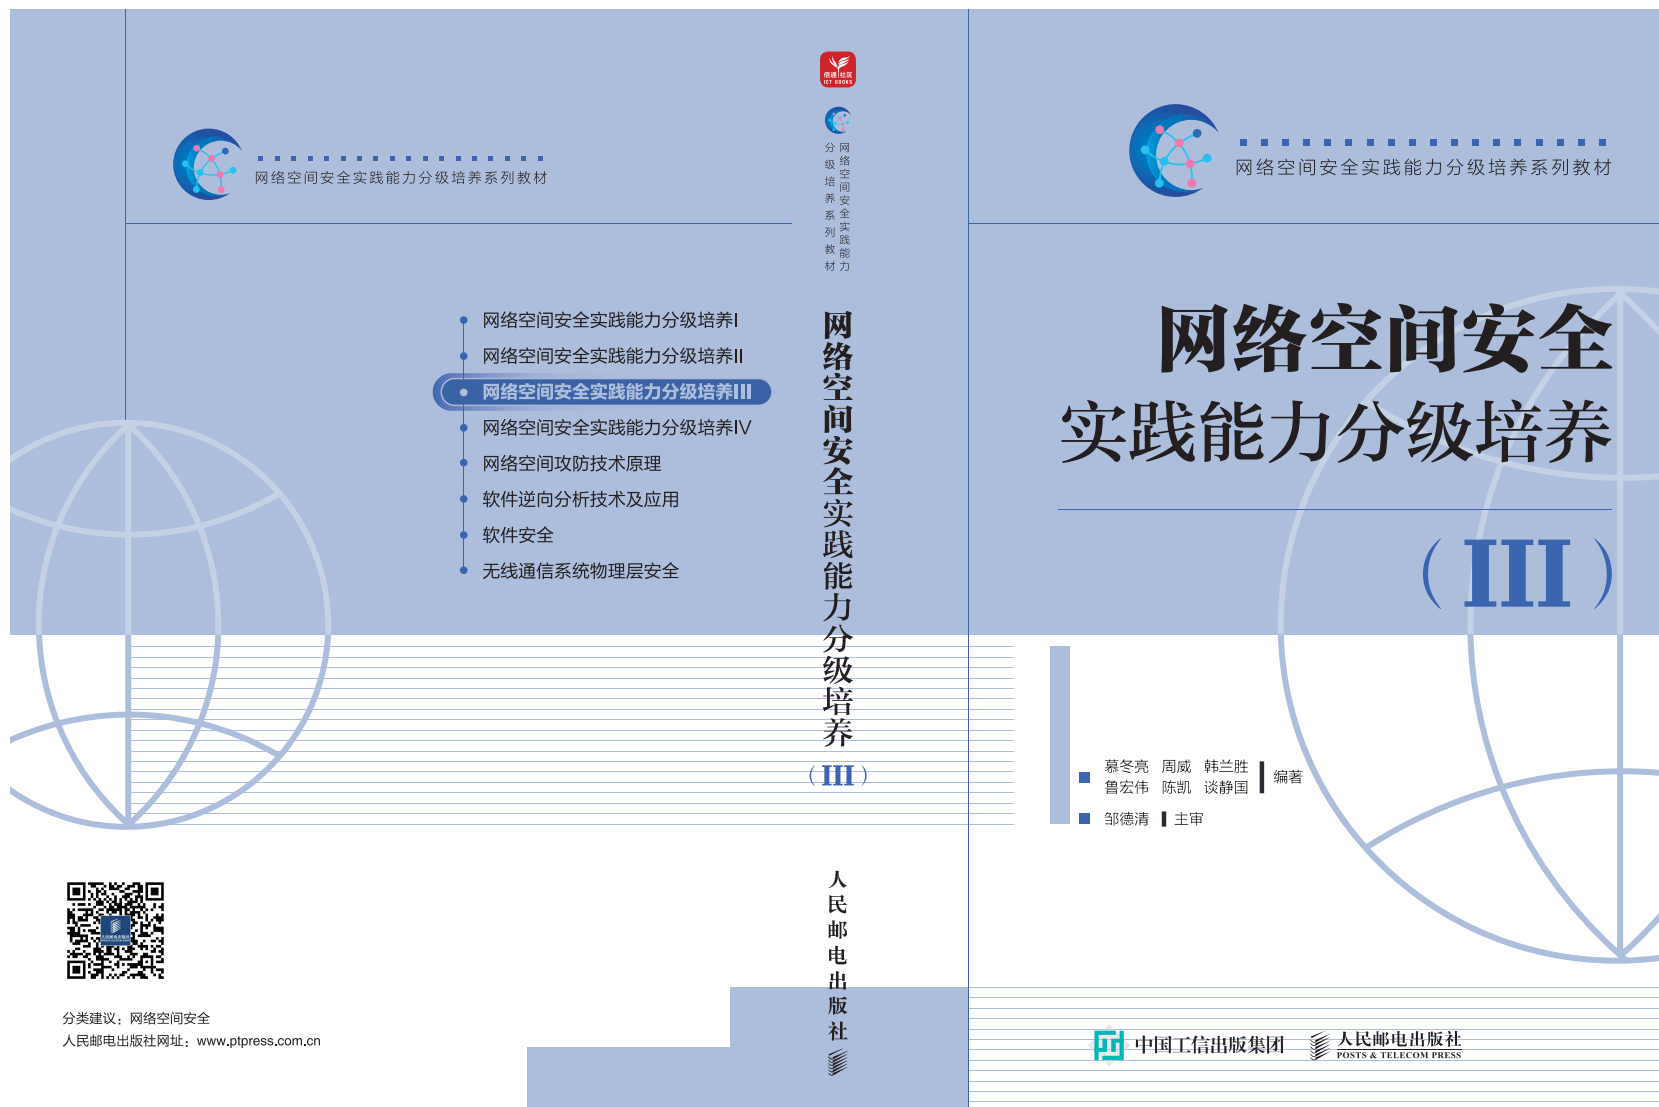 网络空间安全实践能力分级培养系列教材
网络空间安全实践能力分级培养I
网络空间安全实践能力分级培养II
网络空间安全实践能力分级培养III
网络空间安全实践能力分级培养IV
网络空间攻防技术原理
软件逆向分析技术及应用
软件安全
无线通信系统物理层安全
人民邮电出版社
分类建议：网络空间安全
人民邮电出版社网址：www.ptpress.com.cn
信通社区
ICT BOOKS
网络空间安全实践能力
分级培养系列教材
网络空间安全实践能力分级培养
（III）
人民邮电出版社
网络空间安全实践能力分级培养系列教材
网络空间安全
实践能力分级培养
（III）
慕冬亮 周威 韩兰胜
鲁宏伟 陈凯 谈静国
编著
邹德清 主审
中国工信出版集团
人民邮电出版社
POSTS & TELECOM PRESS